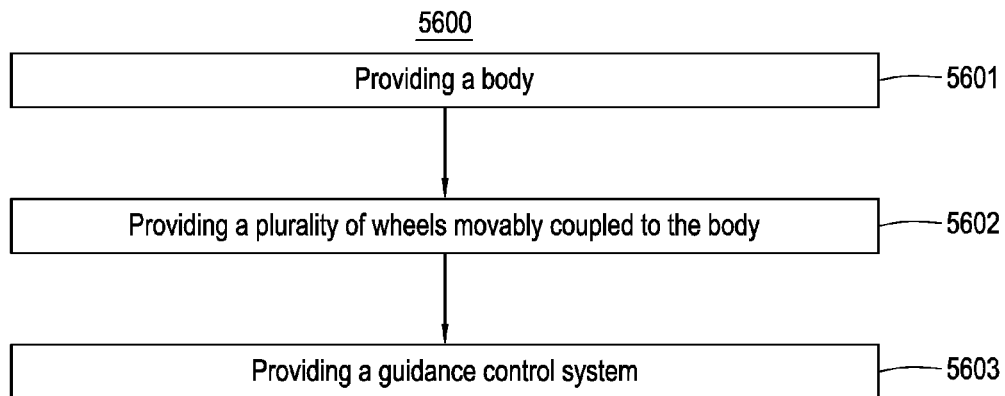 5600
Providing a body
5601
Providing a plurality of wheels movably coupled to the body
5602
Providing a guidance control system
5603